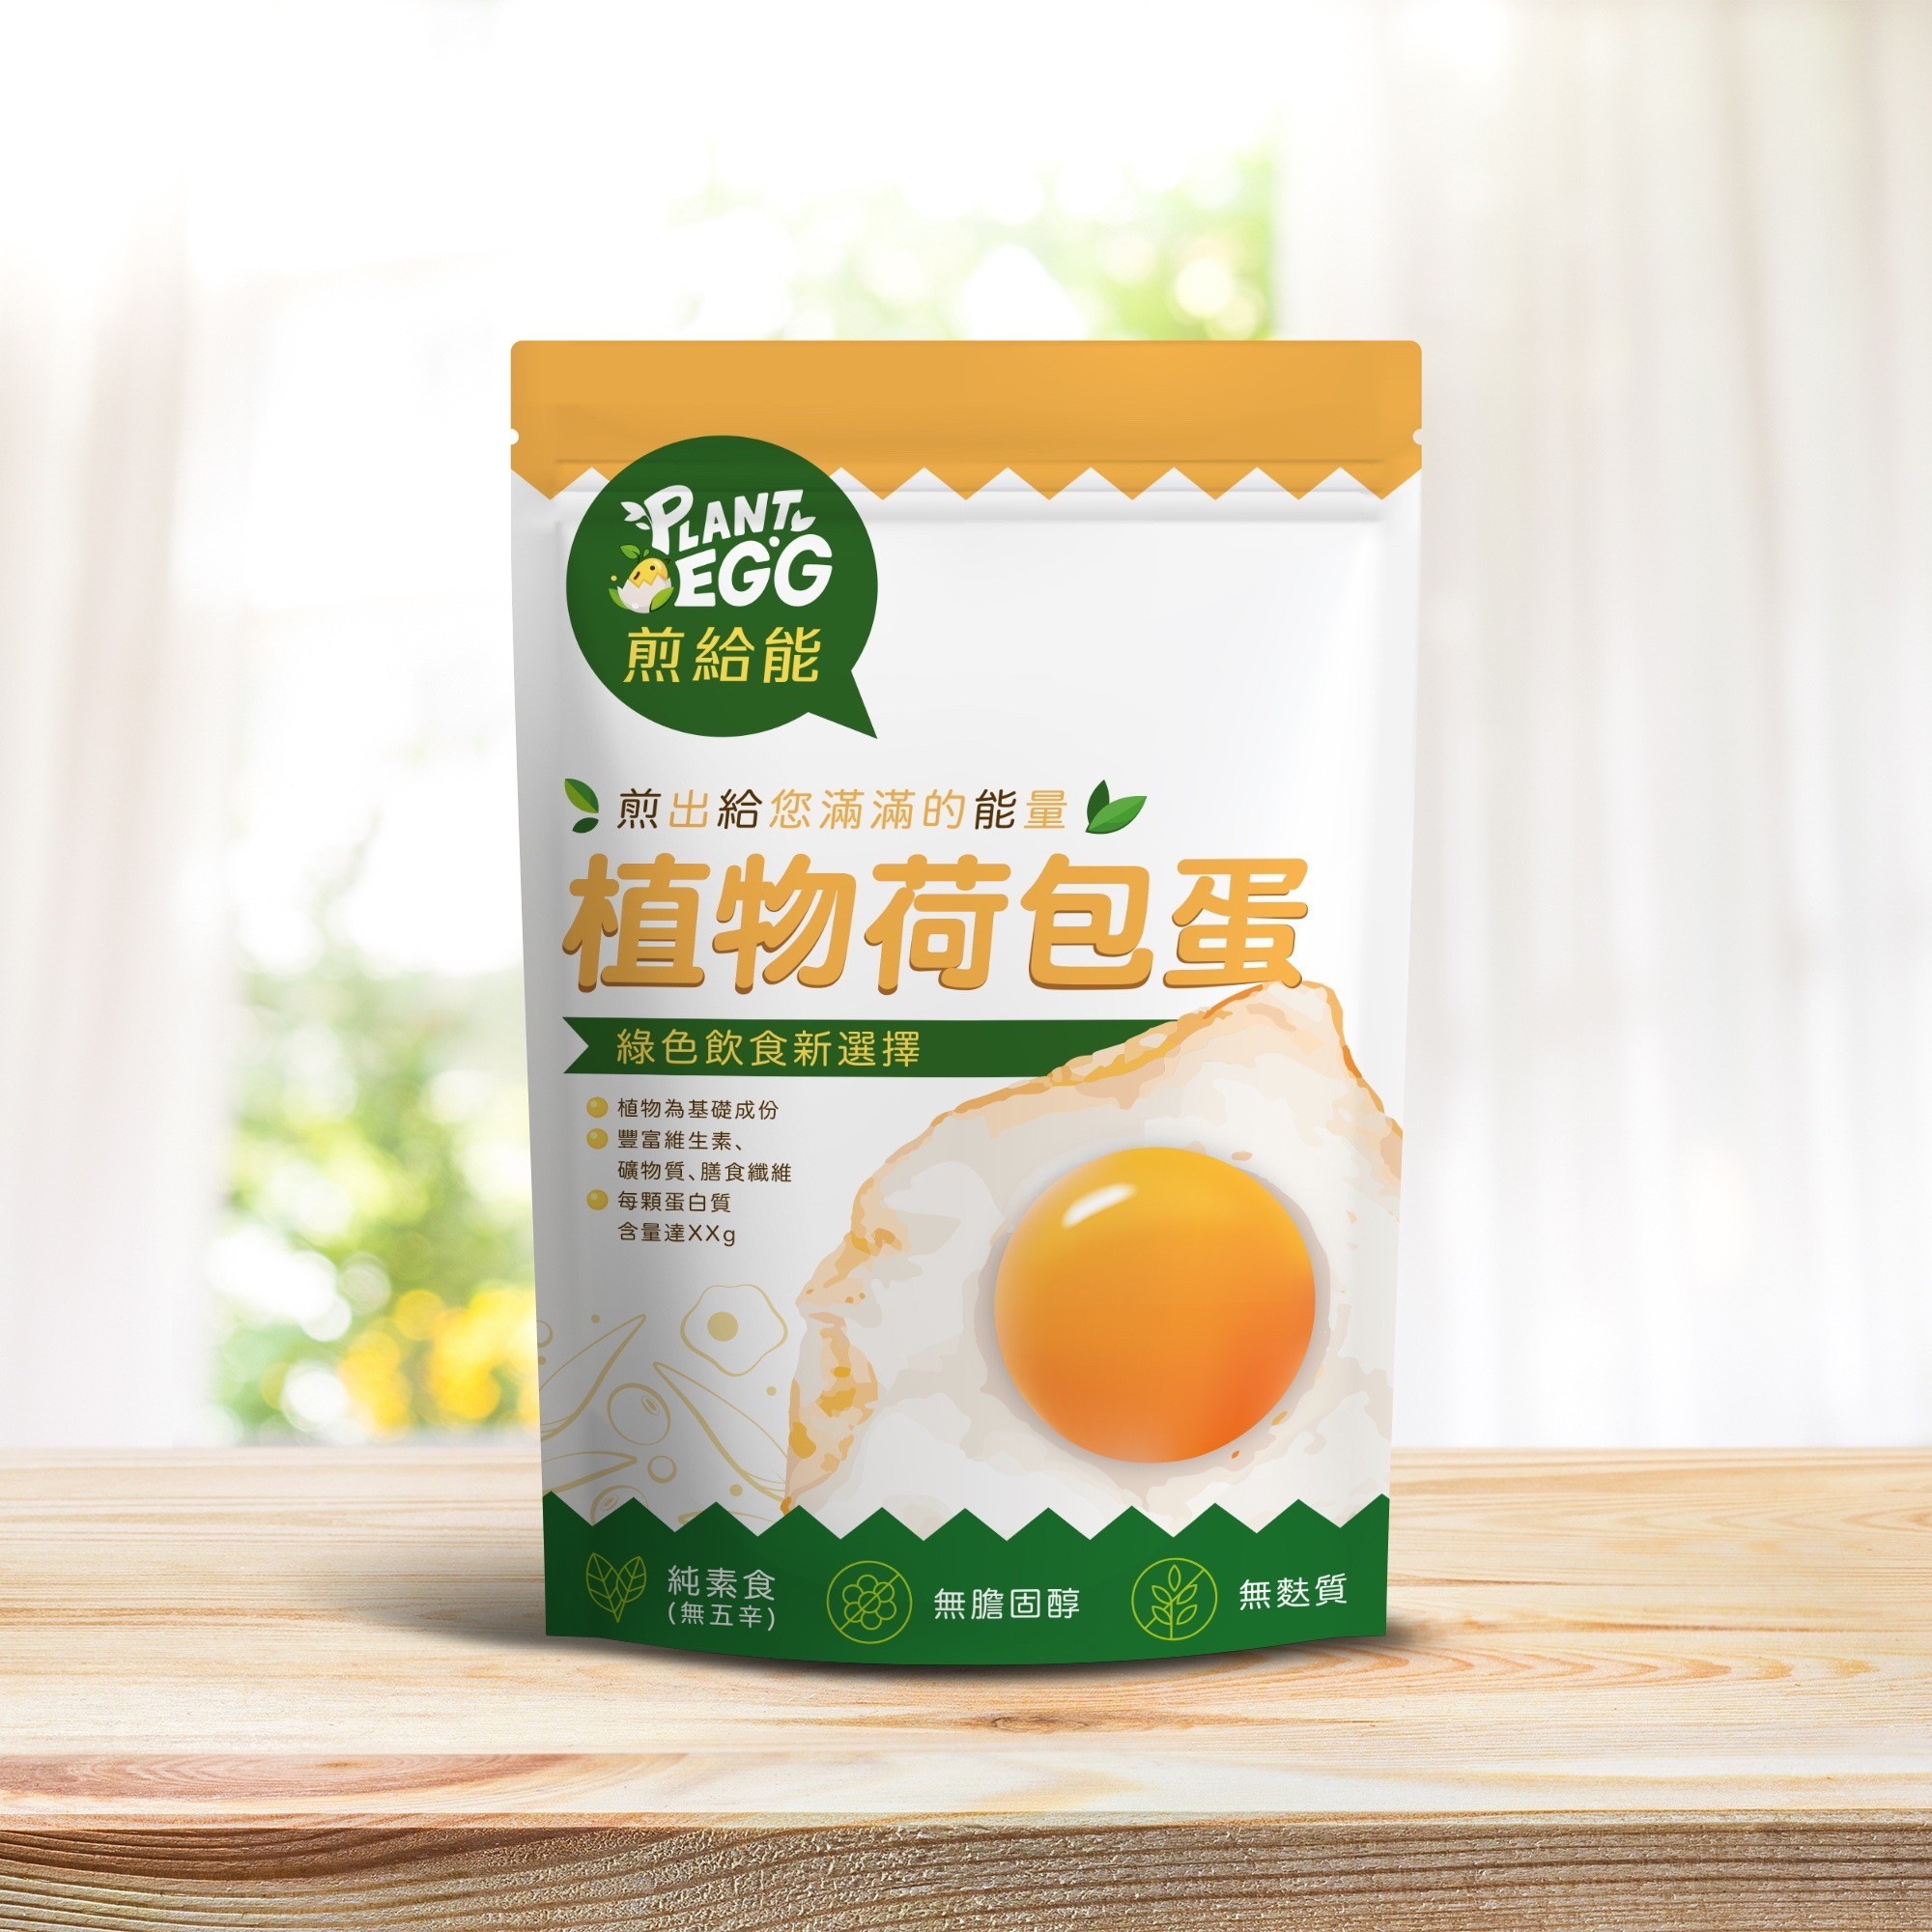 PLANT
EGG
煎給能
煎出給您滿滿的能量
植物荷包蛋
綠色飲食新選擇
植物為基礎成份
豐富維生素、
礦物質、膳食纖維
每顆蛋白質
含量達XXg
純素食
(無五辛)
無膽固醇
無麩質